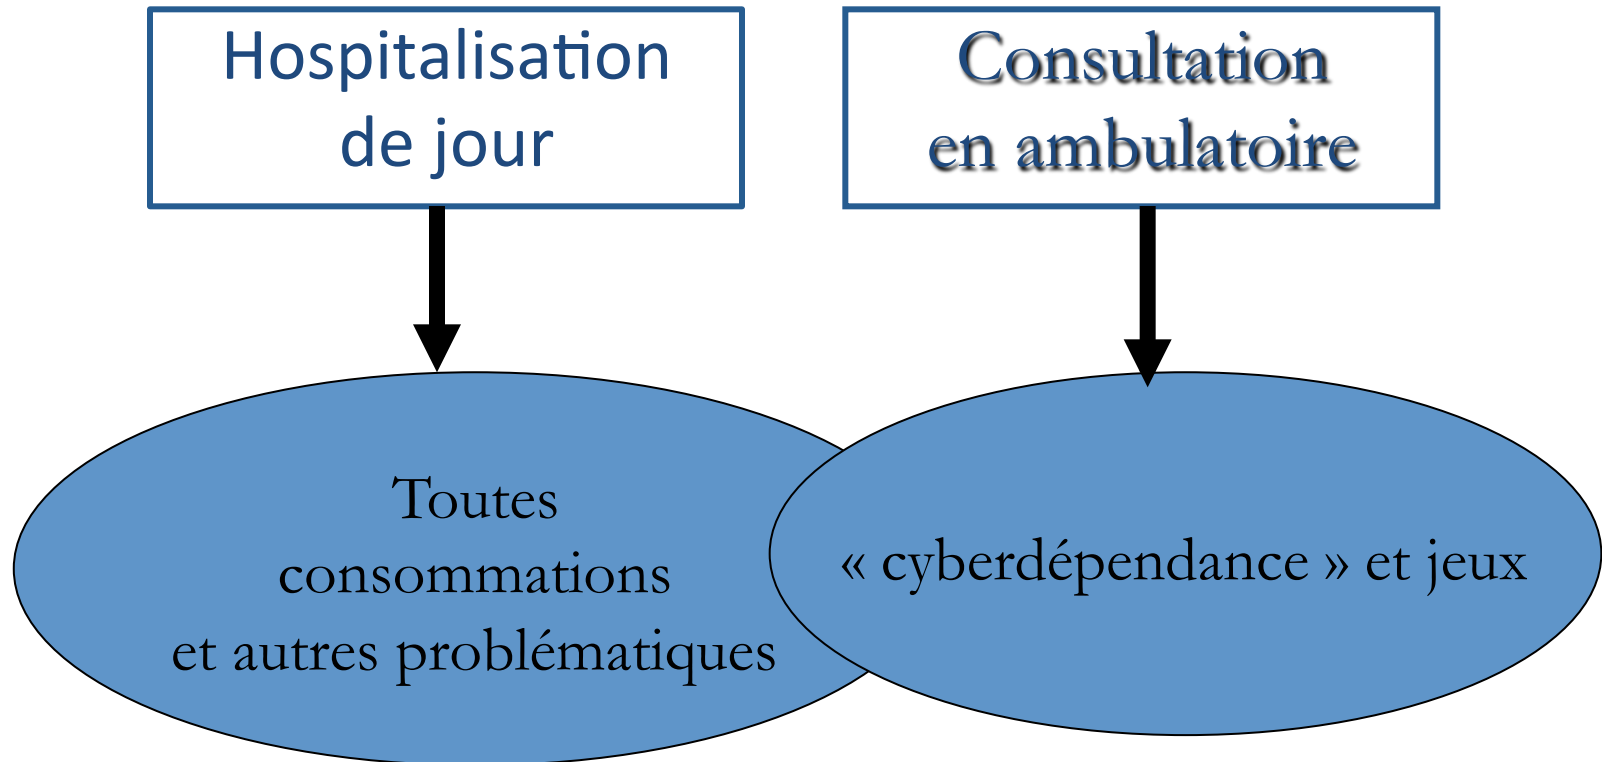 Hospitalisation
de jour
Consultation
en ambulatoire
Toutes
consommations
et autres problématiques
« cyberdépendance » et jeux